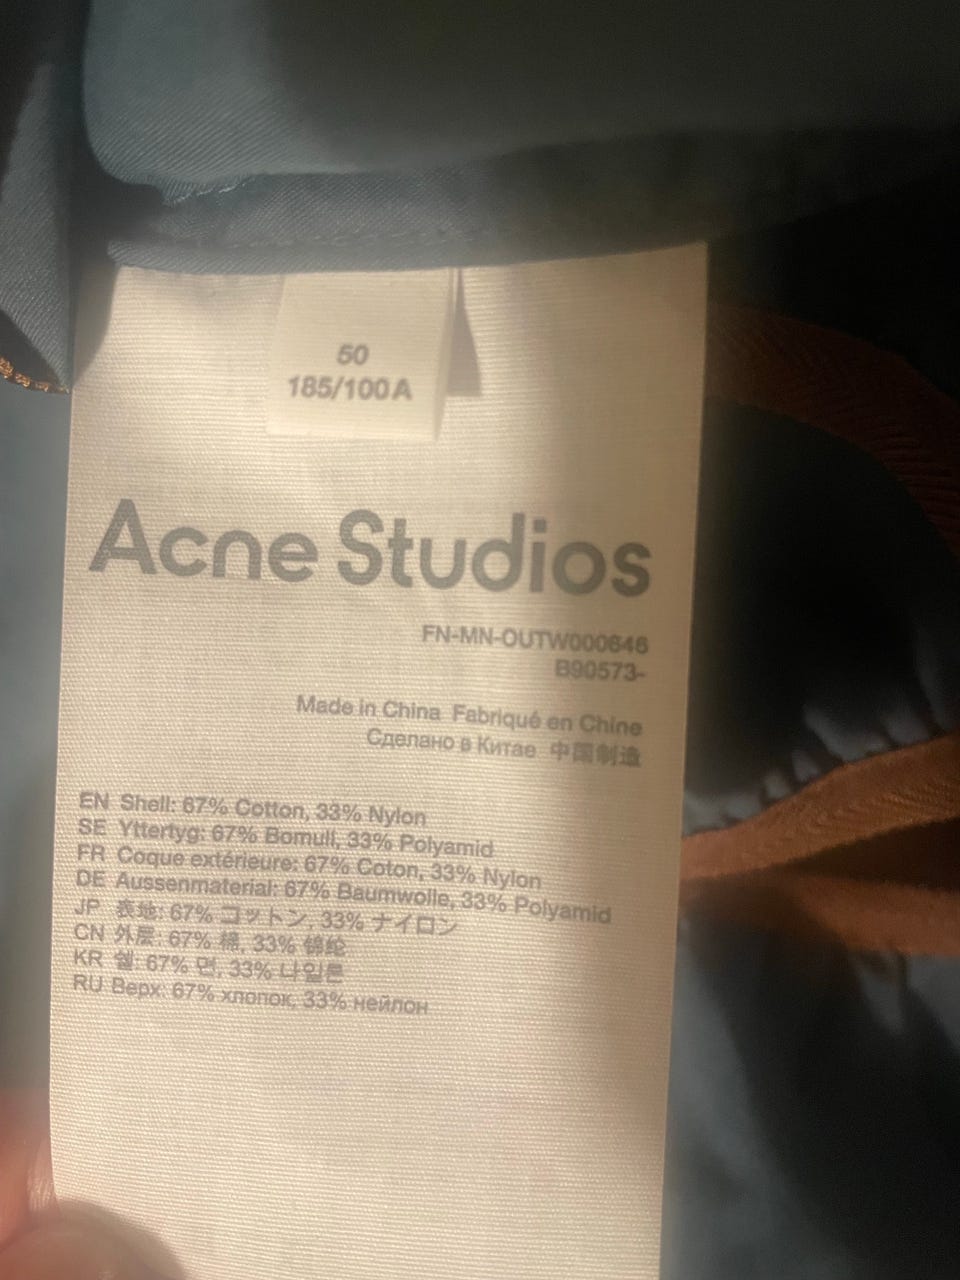 50
185/100A
Acne Studios
FN-MN-OUTW000646
B90573-
Made in China Fabriqué en Chine
Сделано в Китае 中国制造
EN Shell: 67% Cotton, 33% Nylon
SE Yttertyg: 67% Bomull, 33% Polyamid
FR Coque extérieure: 67% Coton, 33% Nylon
DE Aussenmaterial: 67% Baumwolle, 33% Polyamid
JP 表地: 67% コットン, 33% ナイロン
CN 外层: 67% 棉, 33% 锦纶
KR 쉘: 67% 면, 33% 나일론
RU Верх: 67% хлопок, 33% нейлон